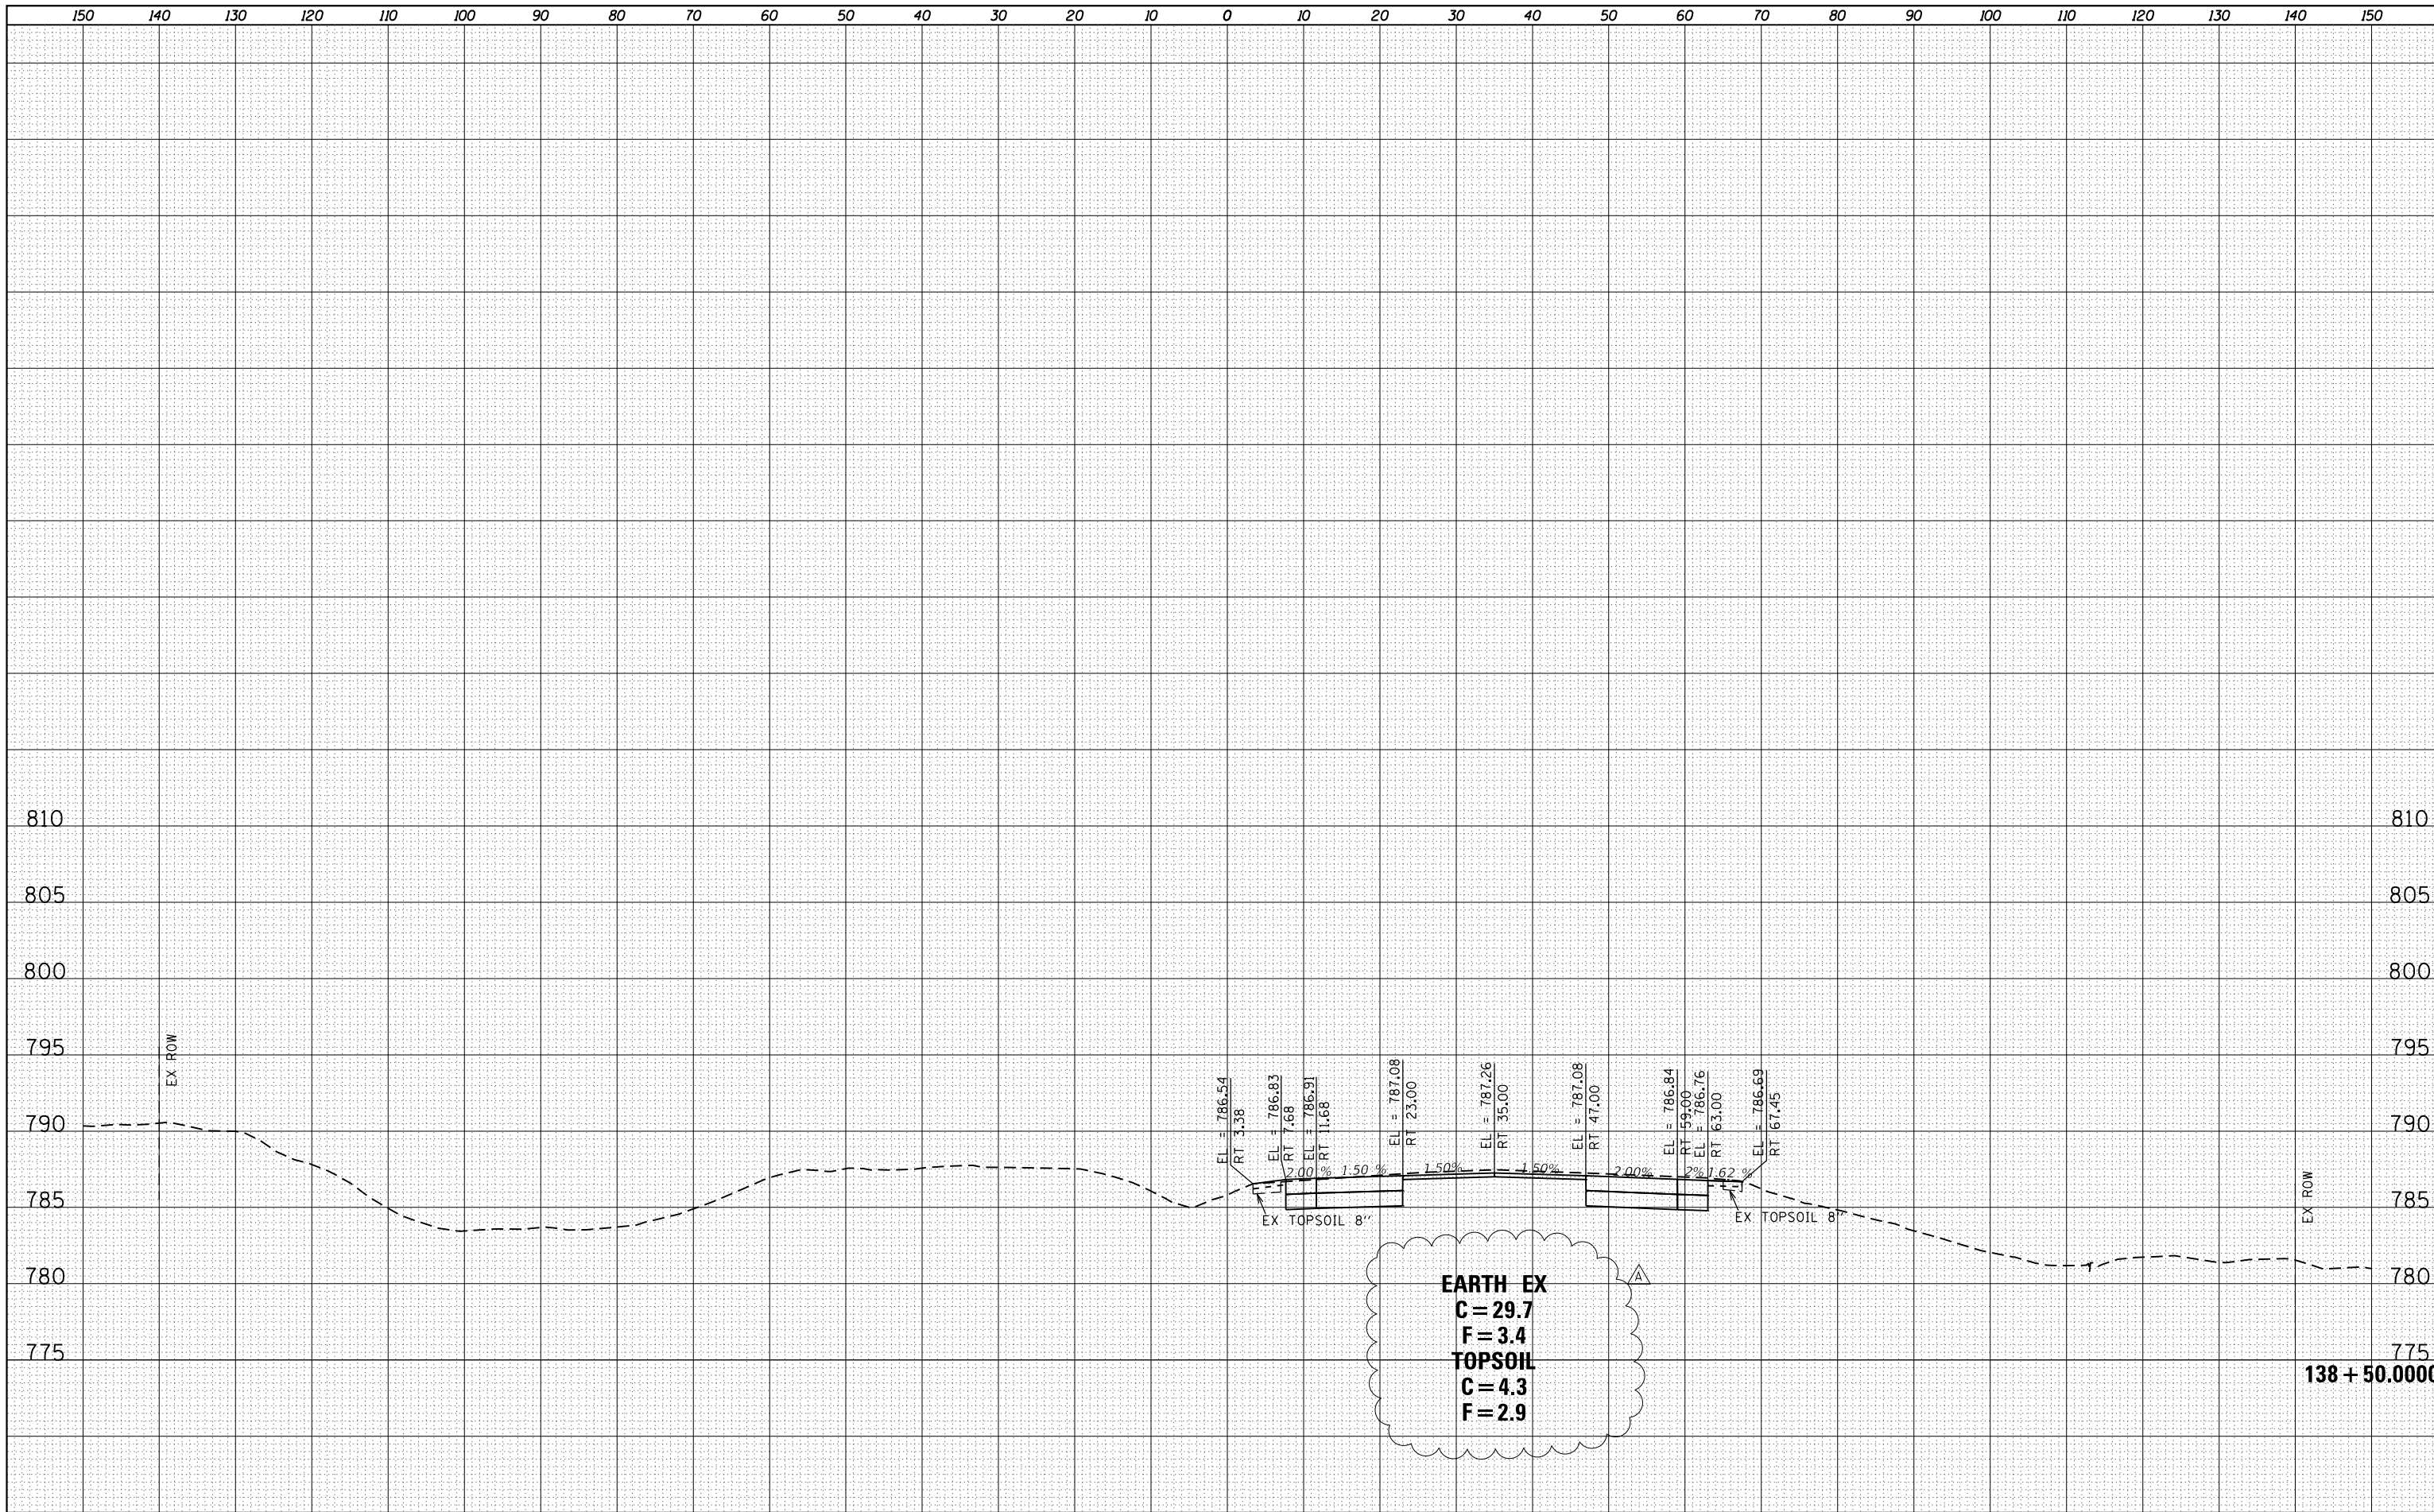 150 140 130 120 110 100 90 80 70 60 50 40 30 20 10 0 10 20 30 40 50 60 70 80 90 100 110 120 130 140 150
810 810
805 805
800 800
795 795
EX ROW
790 790
EL = 786.54
RT 3.38
EL = 786.83
RT 7.68
EL = 786.91
RT 11.68
EL = 787.08
RT 23.00
EL = 787.26
RT 35.00
EL = 787.08
RT 47.00
EL = 786.84
RT 59.00
EL = 786.76
RT 63.00
EL = 786.69
RT 67.45
2.00 % 1.50 % 1.50% 1.50% 2.00% 2% 1.62 %
785 785
EX ROW
EX TOPSOIL 8'' EX TOPSOIL 8''
780 780
A
EARTH EX
C = 29.7
F = 3.4
775 775
TOPSOIL
138 + 50.0000
C = 4.3
F = 2.9